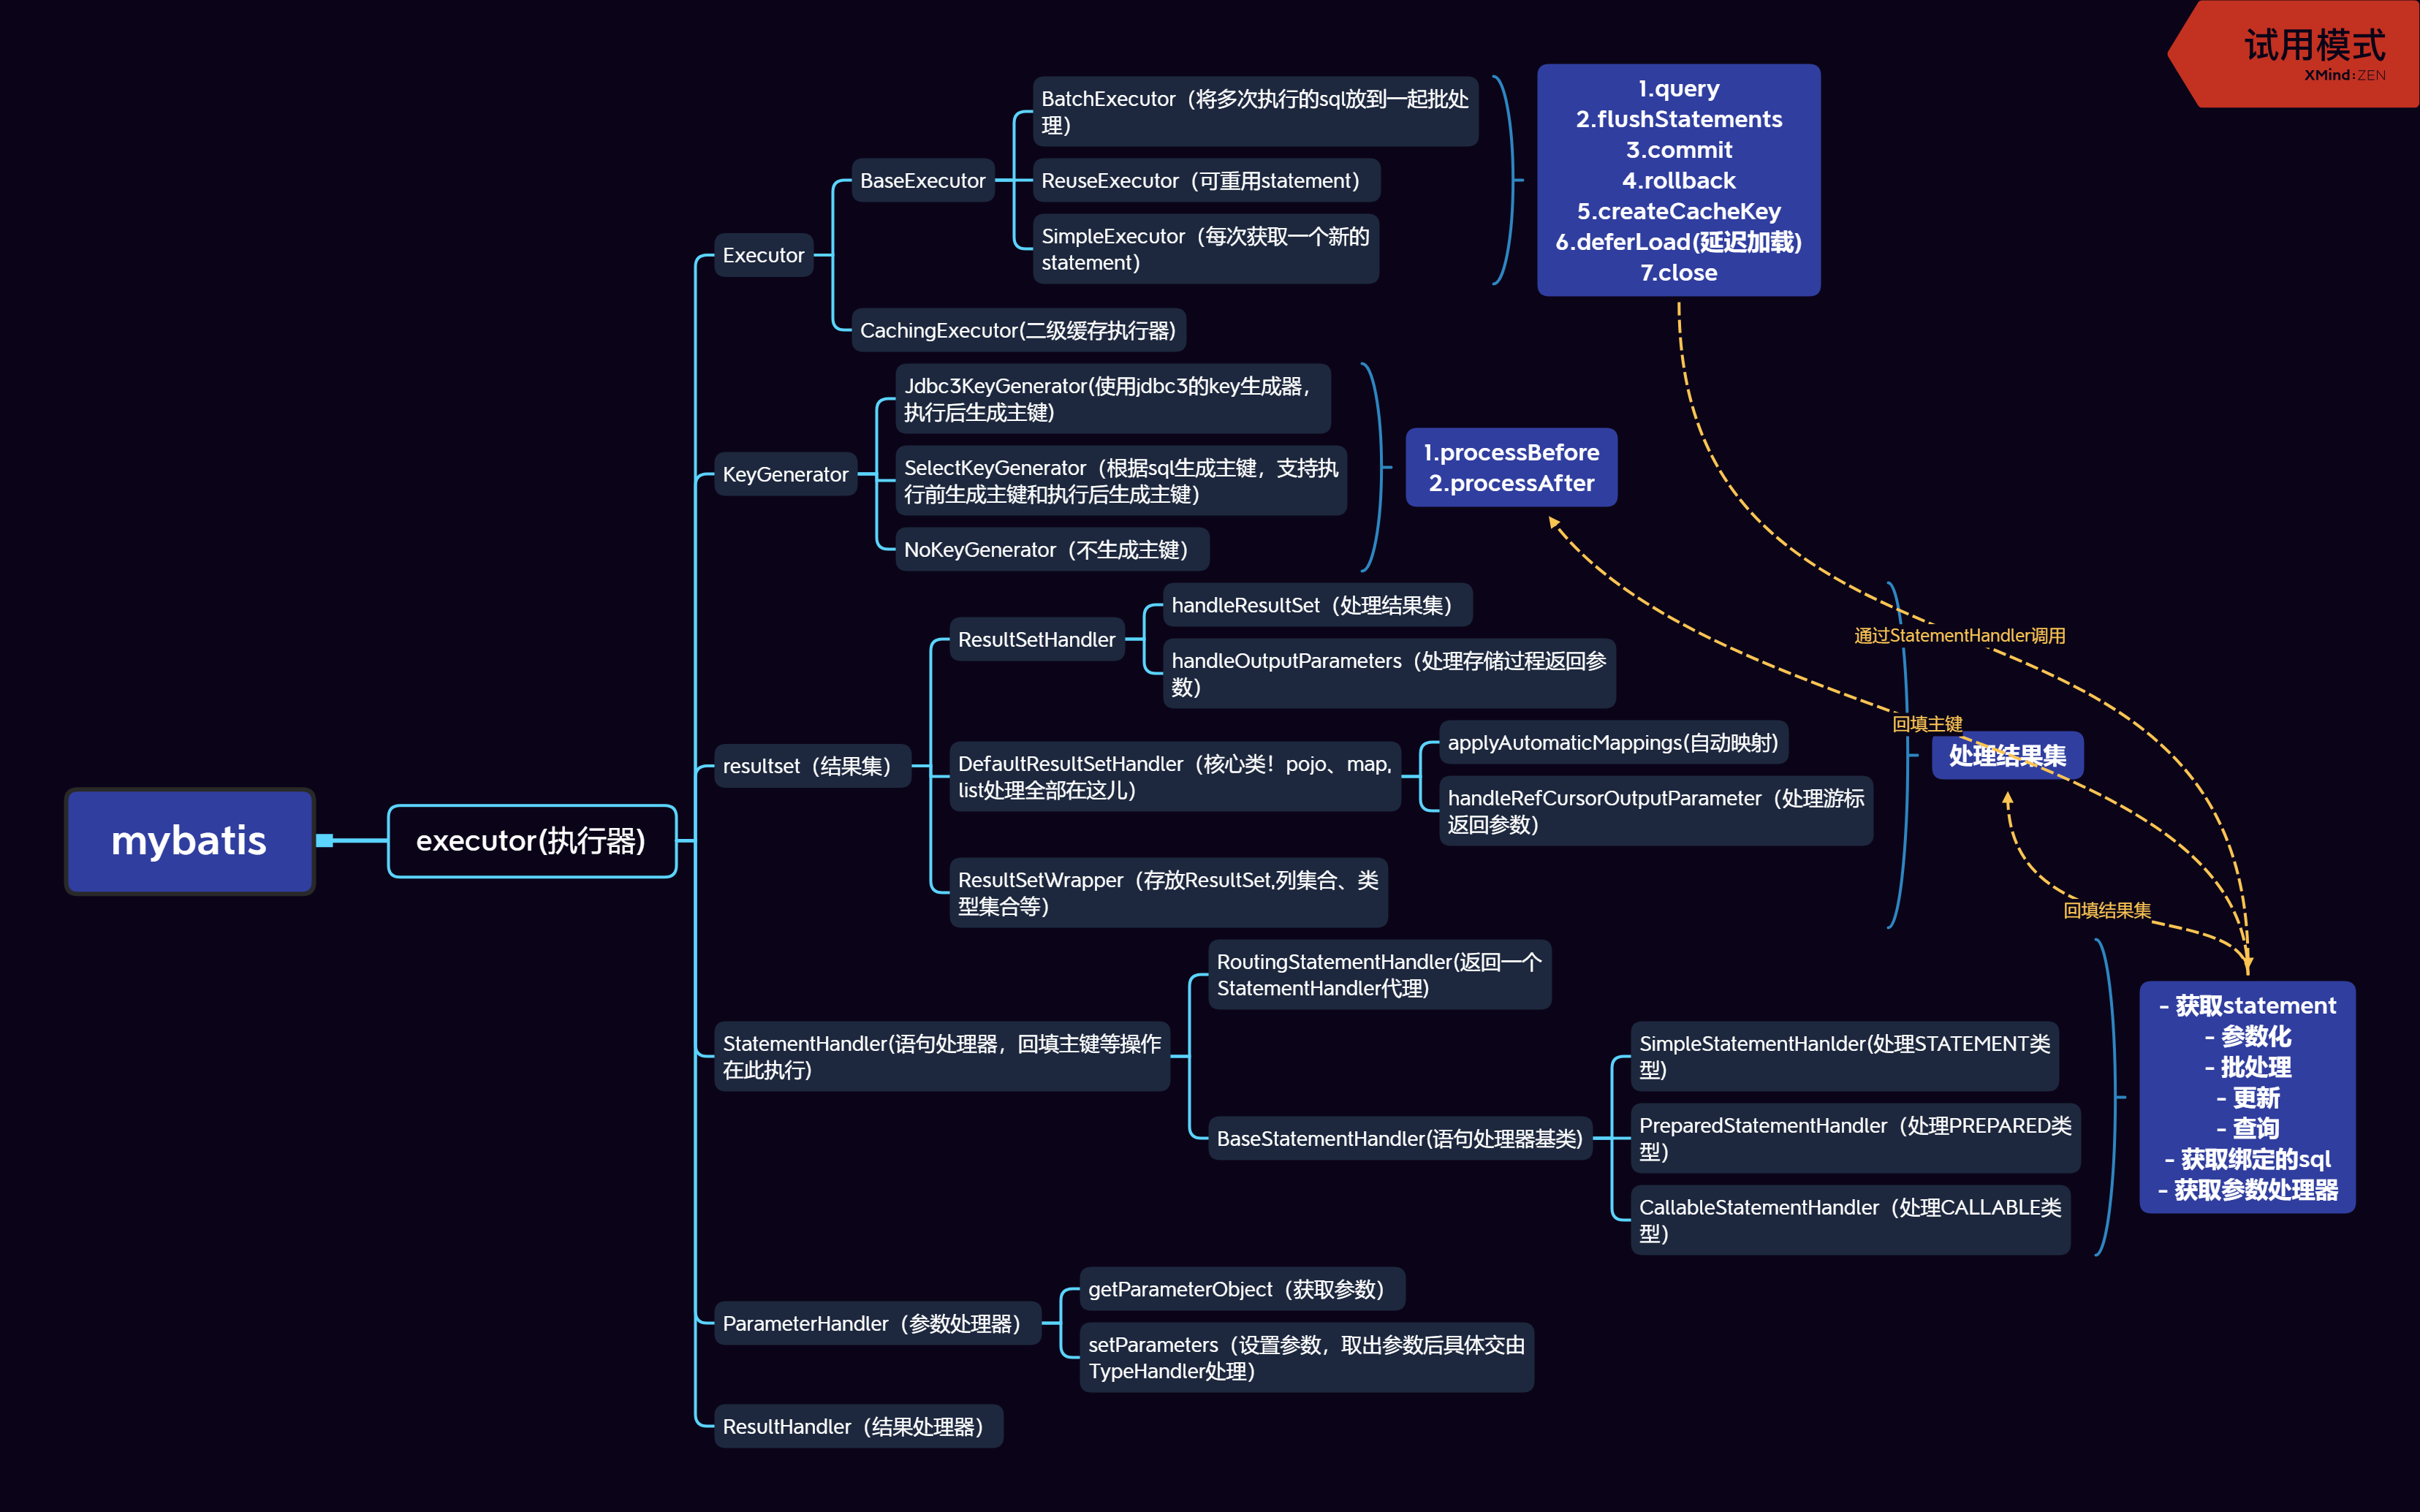 试用模式
XMind:ZEN
mybatis
executor(执行器)
Executor
BaseExecutor
BatchExecutor（将多次执行的sql放到一起批处
理）
ReuseExecutor（可重用statement）
SimpleExecutor（每次获取一个新的
statement)
CachingExecutor(二级缓存执行器)
1.query
2.flushStatements
3.commit
4.rollback
5.createCacheKey
6.deferLoad(延迟加载)
7.close
KeyGenerator
Jdbc3KeyGenerator(使用jdbc3的key生成器，
执行后生成主键)
SelectKeyGenerator（根据sql生成主键，支持执
行前生成主键和执行后生成主键）
NoKeyGenerator（不生成主键）
1.processBefore
2.processAfter
resultset（结果集）
ResultSetHandler
handleResultSet（处理结果集）
handleOutputParameters（处理存储过程返回参
数）
DefaultResultSetHandler（核心类！pojo、map,
list处理全部在这儿）
applyAutomaticMappings(自动映射)
handleRefCursorOutputParameter（处理游标
返回参数）
ResultSetWrapper（存放ResultSet,列集合、类
型集合等）
通过StatementHandler调用
回填主键
处理结果集
回填结果集
StatementHandler(语句处理器，回填主键等操作
在此执行)
RoutingStatementHandler(返回一个
StatementHandler代理)
BaseStatementHandler(语句处理器基类)
SimpleStatementHanlder(处理STATEMENT类
型)
PreparedStatementHandler（处理PREPARED类
型）
CallableStatementHandler（处理CALLABLE类
型）
- 获取statement
- 参数化
- 批处理
- 更新
- 查询
- 获取绑定的sql
- 获取参数处理器
ParameterHandler（参数处理器）
getParameterObject（获取参数）
setParameters（设置参数，取出参数后具体交由
TypeHandler处理）
ResultHandler（结果处理器）